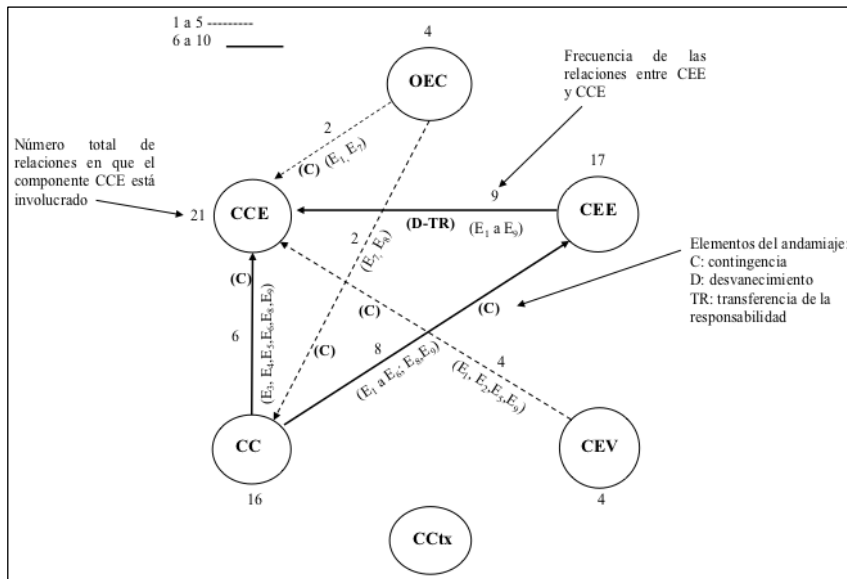 1 a 5 ---------
6 a 10 ________
4
OEC
Frecuencia de las
relaciones entre CEE
y CCE
Número total de
relaciones en que el
componente CCE está
involucrado
2
(C) (E₁, E₇)
17
21
CCE
9
CEE
(D-TR) (E₁ a E₉)
2
(E₇, E₈)
Elementos del andamiaje:
C: contingencia
D: desvanecimiento
TR: transferencia de la
responsabilidad
(C)
(C)
(C)
6
(E₃, E₄,E₅,E₆,E₈,E₉)
(C)
8
(E₁ a E₆; E₈,E₉)
4
(E₁, E₂,E₅,E₉)
CC
CEV
16
4
CCtx